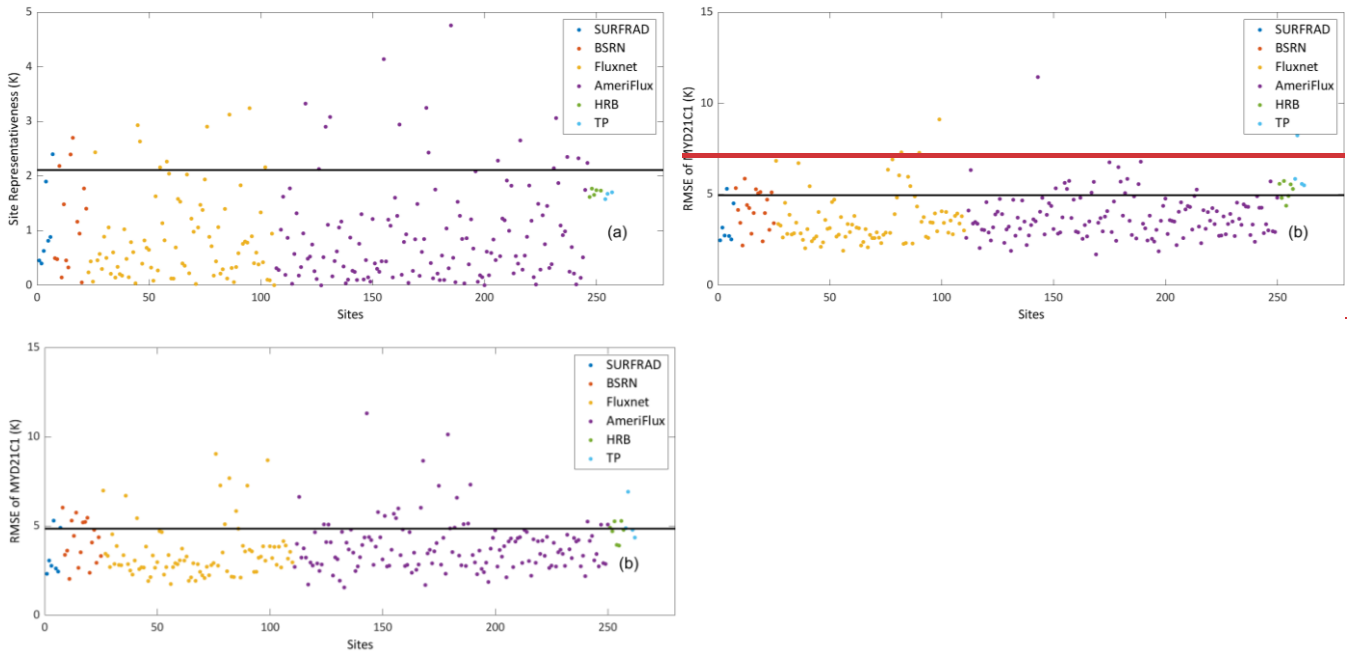 5
4
3
2
1
0
Site Representativeness (K)
0 50 100 150 200 250
Sites
SURFRAD
BSRN
Fluxnet
AmeriFlux
HRB
TP
(a)
15
10
5
0
RMSE of MYD21C1 (K)
0 50 100 150 200 250
Sites
SURFRAD
BSRN
Fluxnet
AmeriFlux
HRB
TP
(b)
15
10
5
0
RMSE of MYD21C1 (K)
0 50 100 150 200 250
Sites
SURFRAD
BSRN
Fluxnet
AmeriFlux
HRB
TP
(b)